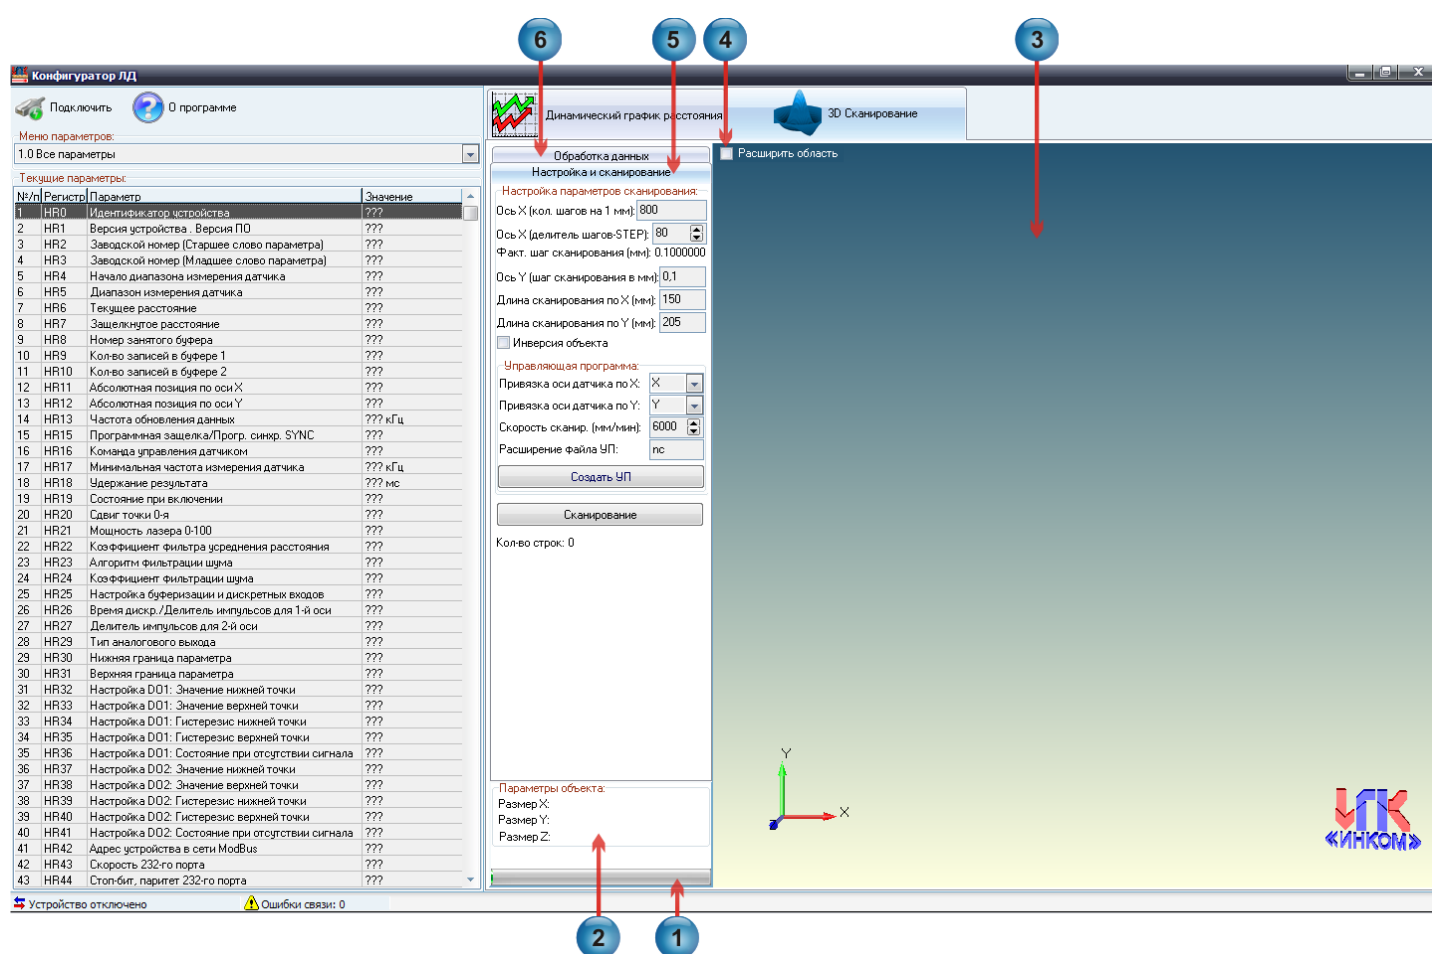 6
5
4
3
Конфигуратор ЛД
Подключить
О программе
Динамический график расстояния
3D Сканирование
Меню параметров:
1.0 Все параметры
Текущие параметры:
№/п Регистр Параметр Значение
1 HR0 Идентификатор устройства ???
2 HR1 Версия устройства . Версия ПО ???
3 HR2 Заводской номер (Старшее слово параметра) ???
4 HR3 Заводской номер (Младшее слово параметра) ???
5 HR4 Начало диапазона измерения датчика ???
6 HR5 Диапазон измерения датчика ???
7 HR6 Текущее расстояние ???
8 HR7 Защелкнутое расстояние ???
9 HR8 Номер занятого буфера ???
10 HR9 Кол-во записей в буфере 1 ???
11 HR10 Кол-во записей в буфере 2 ???
12 HR11 Абсолютная позиция по оси X ???
13 HR12 Абсолютная позиция по оси Y ???
14 HR13 Частота обновления данных ??? кГц
15 HR15 Программная защелка/Прогр. синхр. SYNC ???
16 HR16 Команда управления датчиком ???
17 HR17 Минимальная частота измерения датчика ??? кГц
18 HR18 Удержание результата ??? мс
19 HR19 Состояние при включении ???
20 HR20 Сдвиг точки 0-я ???
21 HR21 Мощность лазера 0-100 ???
22 HR22 Коэффициент фильтра усреднения расстояния ???
23 HR23 Алгоритм фильтрации шума ???
24 HR24 Коэффициент фильтрации шума ???
25 HR25 Настройка буферизации и дискретных входов ???
26 HR26 Время дискр./Делитель импульсов для 1-й оси ???
27 HR27 Делитель импульсов для 2-й оси ???
28 HR29 Тип аналогового выхода ???
29 HR30 Нижняя граница параметра ???
30 HR31 Верхняя граница параметра ???
31 HR32 Настройка DO1: Значение нижней точки ???
32 HR33 Настройка DO1: Значение верхней точки ???
33 HR34 Настройка DO1: Гистерезис нижней точки ???
34 HR35 Настройка DO1: Гистерезис верхней точки ???
35 HR36 Настройка DO1: Состояние при отсутствии сигнала ???
36 HR37 Настройка DO2: Значение нижней точки ???
37 HR38 Настройка DO2: Значение верхней точки ???
38 HR39 Настройка DO2: Гистерезис нижней точки ???
39 HR40 Настройка DO2: Гистерезис верхней точки ???
40 HR41 Настройка DO2: Состояние при отсутствии сигнала ???
41 HR42 Адрес устройства в сети ModBus ???
42 HR43 Скорость 232-го порта ???
43 HR44 Стоп-бит, паритет 232-го порта ???
Обработка данных
Настройка и сканирование
Настройка параметров сканирования:
Ось X (кол. шагов на 1 мм): 800
Ось X (делитель шагов-STEP): 80
Факт. шаг сканирования (мм): 0.1000000
Ось Y (шаг сканирования в мм): 0,1
Длина сканирования по X (мм): 150
Длина сканирования по Y (мм): 205
Инверсия объекта
Управляющая программа:
Привязка оси датчика по X: X
Привязка оси датчика по Y: Y
Скорость сканир. (мм/мин): 6000
Расширение файла УП: nc
Создать УП
Сканирование
Кол-во строк: 0
Параметры объекта:
Размер X:
Размер Y:
Размер Z:
Расширить область
Y
X
ИПК
«ИНКОМ»
Устройство отключено
Ошибки связи: 0
2
1